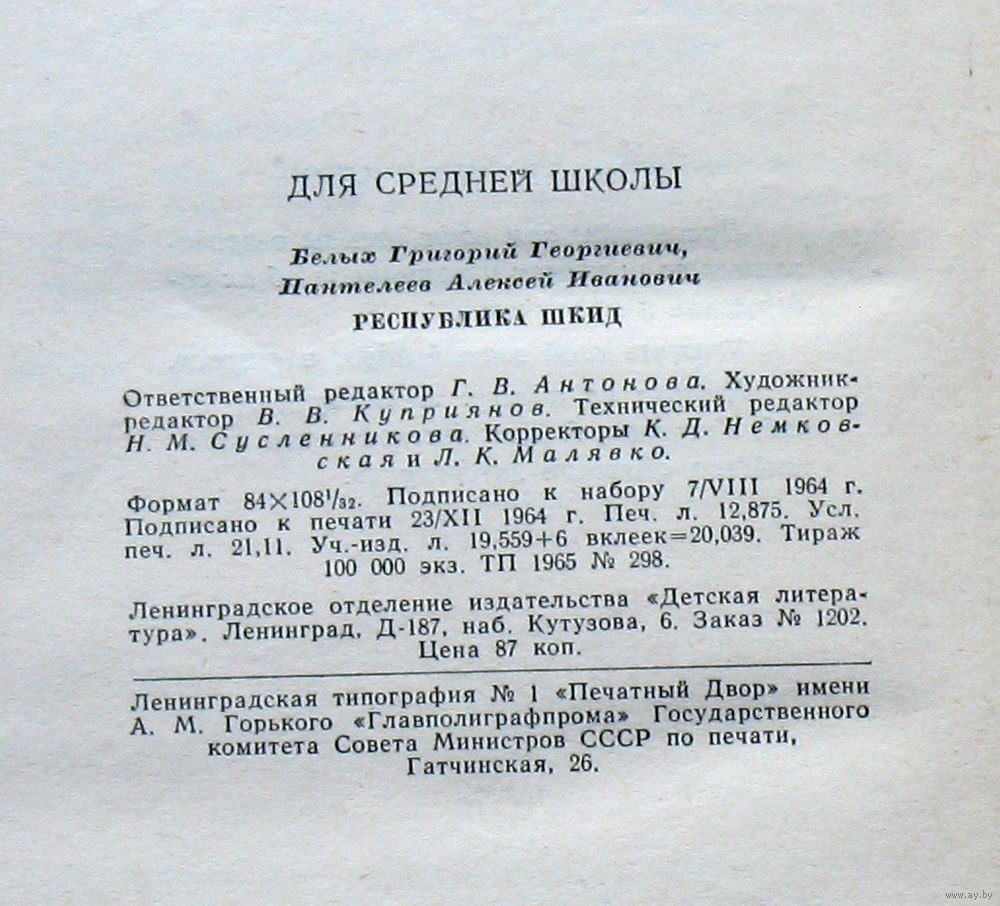 ДЛЯ СРЕДНЕЙ ШКОЛЫ
Белых Григорий Георгиевич,
Пантелеев Алексей Иванович
РЕСПУБЛИКА ШКИД
Ответственный редактор Г. В. Антонова. Художник-
редактор В. В. Куприянов. Технический редактор
Н. М. Сусленникова. Корректоры К. Д. Немков-
ская и Л. К. Малявко.
Формат 84×108¹/₃₂. Подписано к набору 7/VIII 1964 г.
Подписано к печати 23/XII 1964 г. Печ. л. 12,875. Усл.
печ. л. 21,11. Уч.-изд. л. 19,559+6 вклеек=20,039. Тираж
100 000 экз. ТП 1965 № 298.
Ленинградское отделение издательства «Детская литера-
тура». Ленинград, Д-187, наб. Кутузова, 6. Заказ № 1202.
Цена 87 коп.
Ленинградская типография № 1 «Печатный Двор» имени
А. М. Горького «Главполиграфпрома» Государственного
комитета Совета Министров СССР по печати,
Гатчинская, 26.
www.ay.by